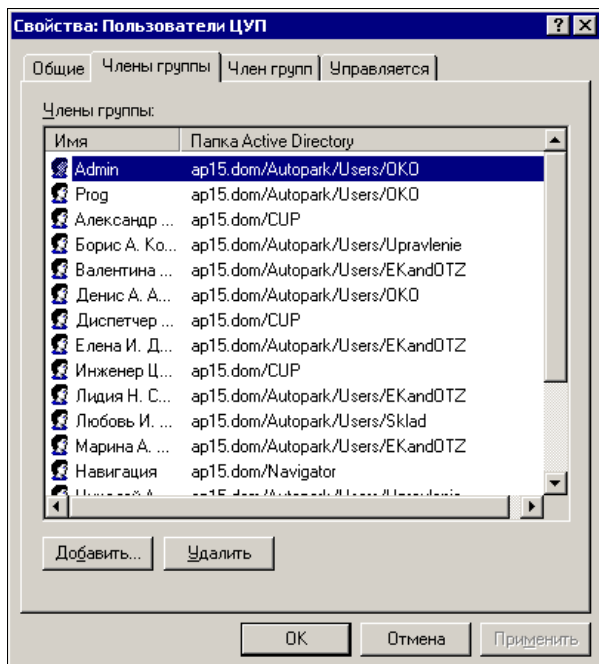 Свойства: Пользователи ЦУП
Общие Члены группы Член групп Управляется
Члены группы:
Имя Папка Active Directory
Admin ap15.dom/Autopark/Users/OKO
Prog ap15.dom/Autopark/Users/OKO
Александр ... ap15.dom/CUP
Борис А. Ко... ap15.dom/Autopark/Users/Upravlenie
Валентина ... ap15.dom/Autopark/Users/EKandOTZ
Денис А. А... ap15.dom/Autopark/Users/OKO
Диспетчер ... ap15.dom/CUP
Елена И. Д... ap15.dom/Autopark/Users/EKandOTZ
Инженер Ц... ap15.dom/CUP
Лидия Н. С... ap15.dom/Autopark/Users/EKandOTZ
Любовь И. ... ap15.dom/Autopark/Users/Sklad
Марина А. ... ap15.dom/Autopark/Users/EKandOTZ
Навигация ap15.dom/Navigator
Добавить... Удалить
OK Отмена Применить